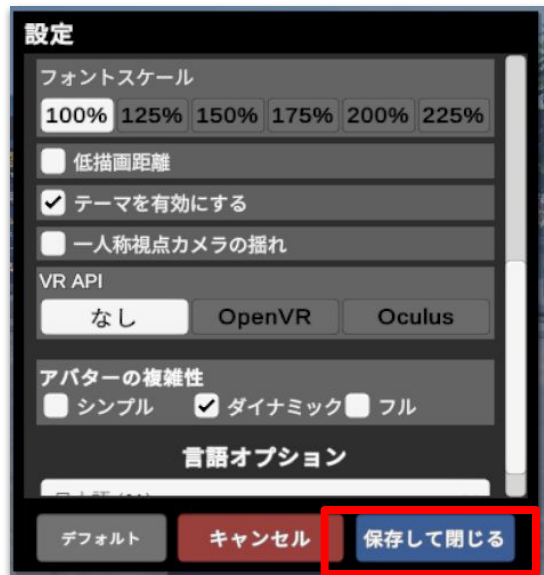 設定
フォントスケール
100% 125% 150% 175% 200% 225%
低描画距離
テーマを有効にする
一人称視点カメラの揺れ
VR API
なし OpenVR Oculus
アバターの複雑性
シンプル ダイナミック フル
言語オプション
デフォルト キャンセル 保存して閉じる